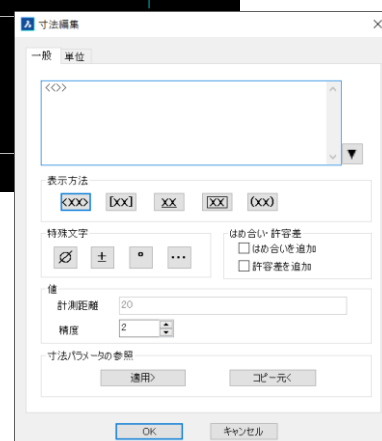 寸法編集
一般 単位
<<>>
▼
表示方法
<xx> [xx] xx xx (xx)
特殊文字
Ø ± ° ...
はめ合い・許容差
はめ合いを追加
許容差を追加
値
計測距離 20
精度 2
寸法パラメータの参照
適用> コピー元<
OK キャンセル